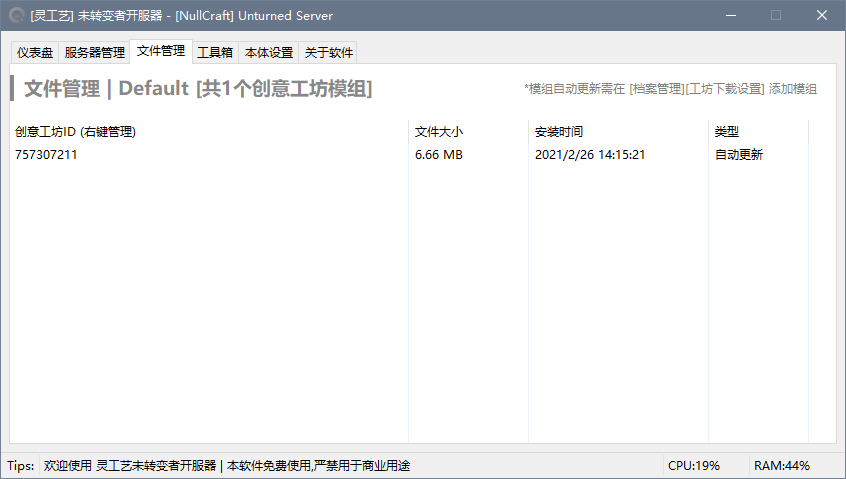 [灵工艺] 未转变者开服器 - [NullCraft] Unturned Server
仪表盘 服务器管理 文件管理 工具箱 本体设置 关于软件
文件管理 | Default [共1个创意工坊模组] *模组自动更新需在 [档案管理][工坊下载设置] 添加模组
创意工坊ID (右键管理) 文件大小 安装时间 类型
757307211 6.66 MB 2021/2/26 14:15:21 自动更新
Tips: 欢迎使用 灵工艺未转变者开服器 | 本软件免费使用,严禁用于商业用途 CPU:19% RAM:44%